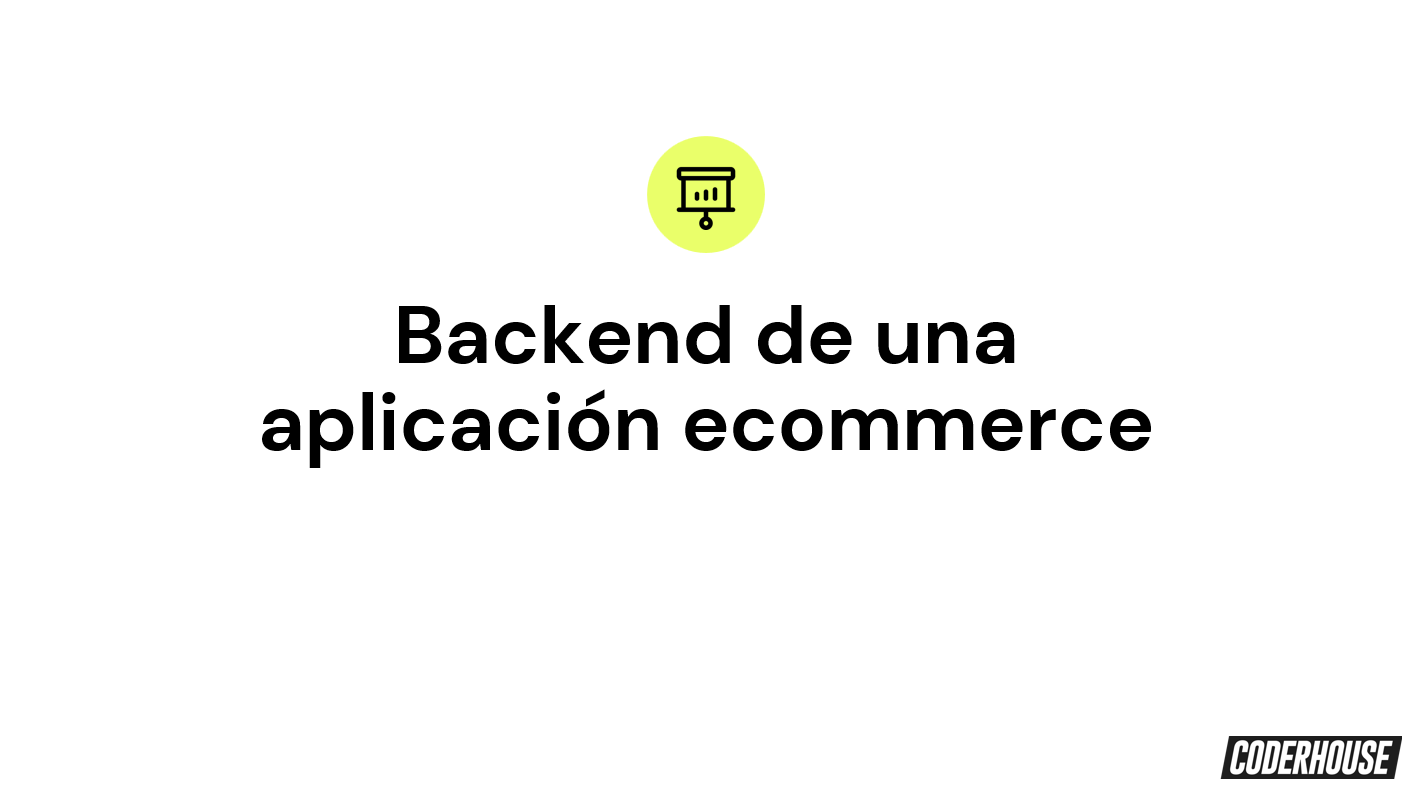 Backend de una
aplicación ecommerce
CODERHOUSE